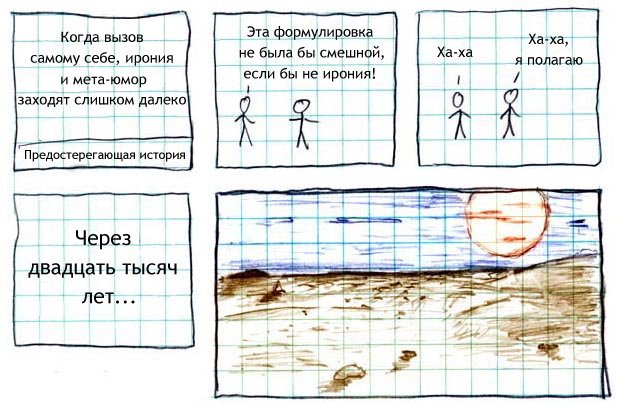 Когда вызов
самому себе, ирония
и мета-юмор
заходят слишком далеко
Предостерегающая история
Эта формулировка
не была бы смешной,
если бы не ирония!
Ха-ха
Ха-ха,
я полагаю
Через
двадцать тысяч
лет...